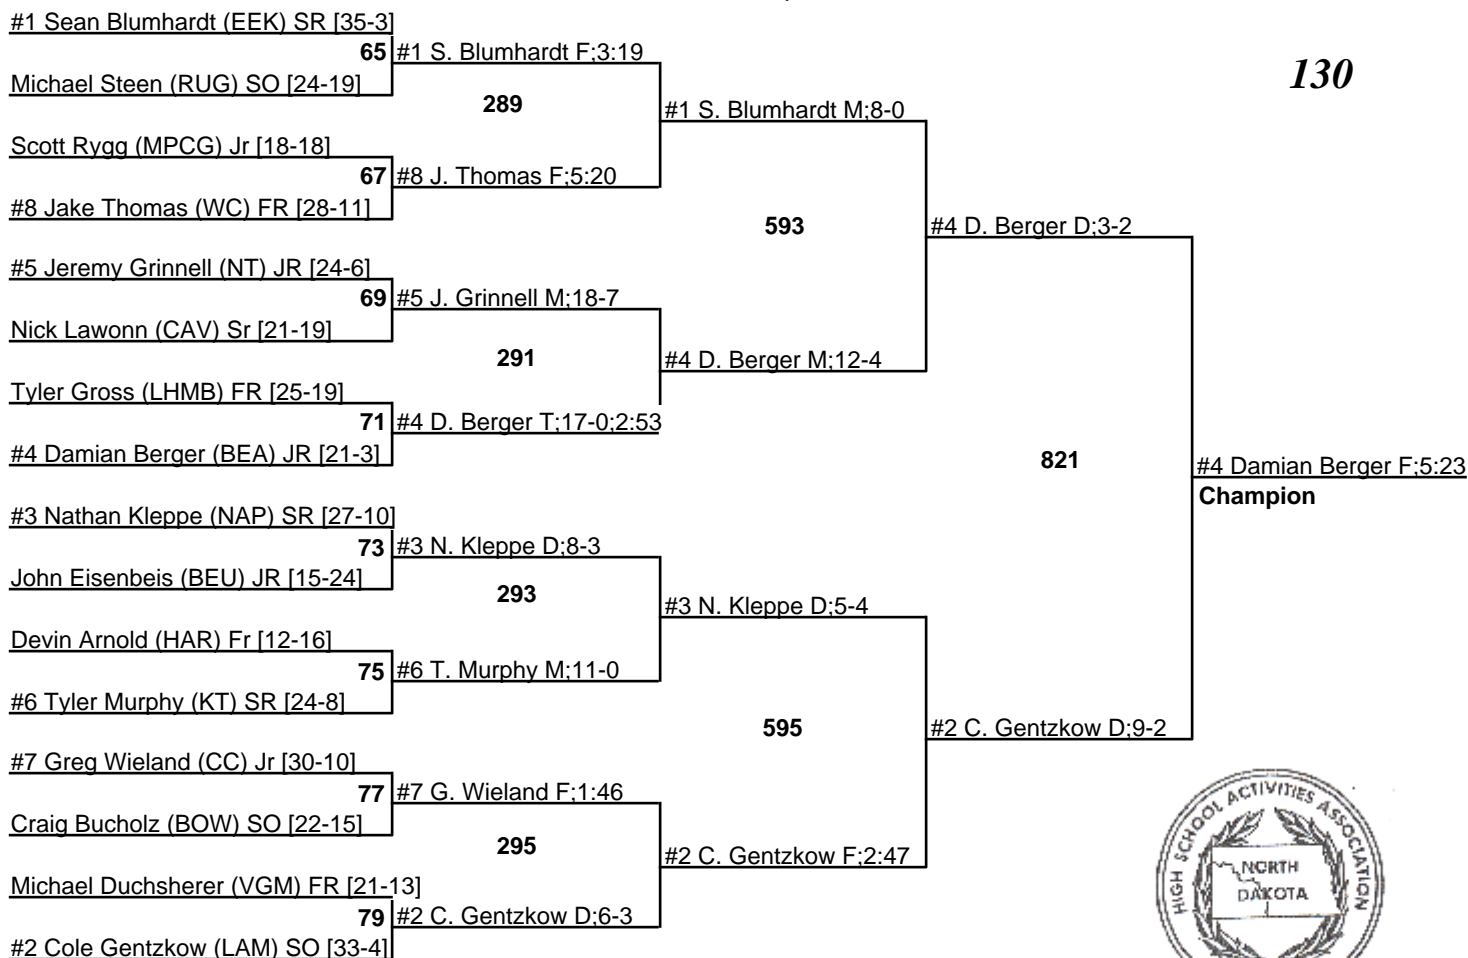 #1 Sean Blumhardt (EEK) SR [35-3]
65
#1 S. Blumhardt F;3:19
Michael Steen (RUG) SO [24-19]
289
#1 S. Blumhardt M;8-0
130
Scott Rygg (MPCG) Jr [18-18]
67
#8 J. Thomas F;5:20
#8 Jake Thomas (WC) FR [28-11]
593
#4 D. Berger D;3-2
#5 Jeremy Grinnell (NT) JR [24-6]
69
#5 J. Grinnell M;18-7
Nick Lawonn (CAV) Sr [21-19]
291
#4 D. Berger M;12-4
Tyler Gross (LHMB) FR [25-19]
71
#4 D. Berger T;17-0;2:53
#4 Damian Berger (BEA) JR [21-3]
821
#4 Damian Berger F;5:23
Champion
#3 Nathan Kleppe (NAP) SR [27-10]
73
#3 N. Kleppe D;8-3
John Eisenbeis (BEU) JR [15-24]
293
#3 N. Kleppe D;5-4
Devin Arnold (HAR) Fr [12-16]
75
#6 T. Murphy M;11-0
#6 Tyler Murphy (KT) SR [24-8]
595
#2 C. Gentzkow D;9-2
#7 Greg Wieland (CC) Jr [30-10]
77
#7 G. Wieland F;1:46
Craig Bucholz (BOW) SO [22-15]
295
#2 C. Gentzkow F;2:47
Michael Duchsherer (VGM) FR [21-13]
79
#2 C. Gentzkow D;6-3
#2 Cole Gentzkow (LAM) SO [33-4]
HIGH SCHOOL ACTIVITIES ASSOCIATION
NORTH
DAKOTA